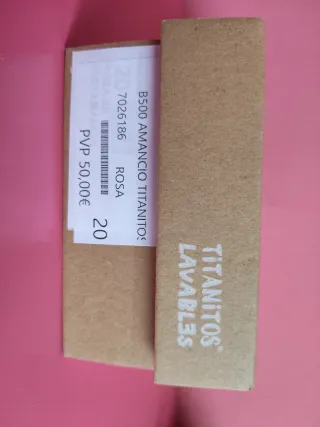 B500 AMANCIO TITANITOS
7026186 ROSA
20
PVP 50,00€
TITANiTOS®
LAVABLES